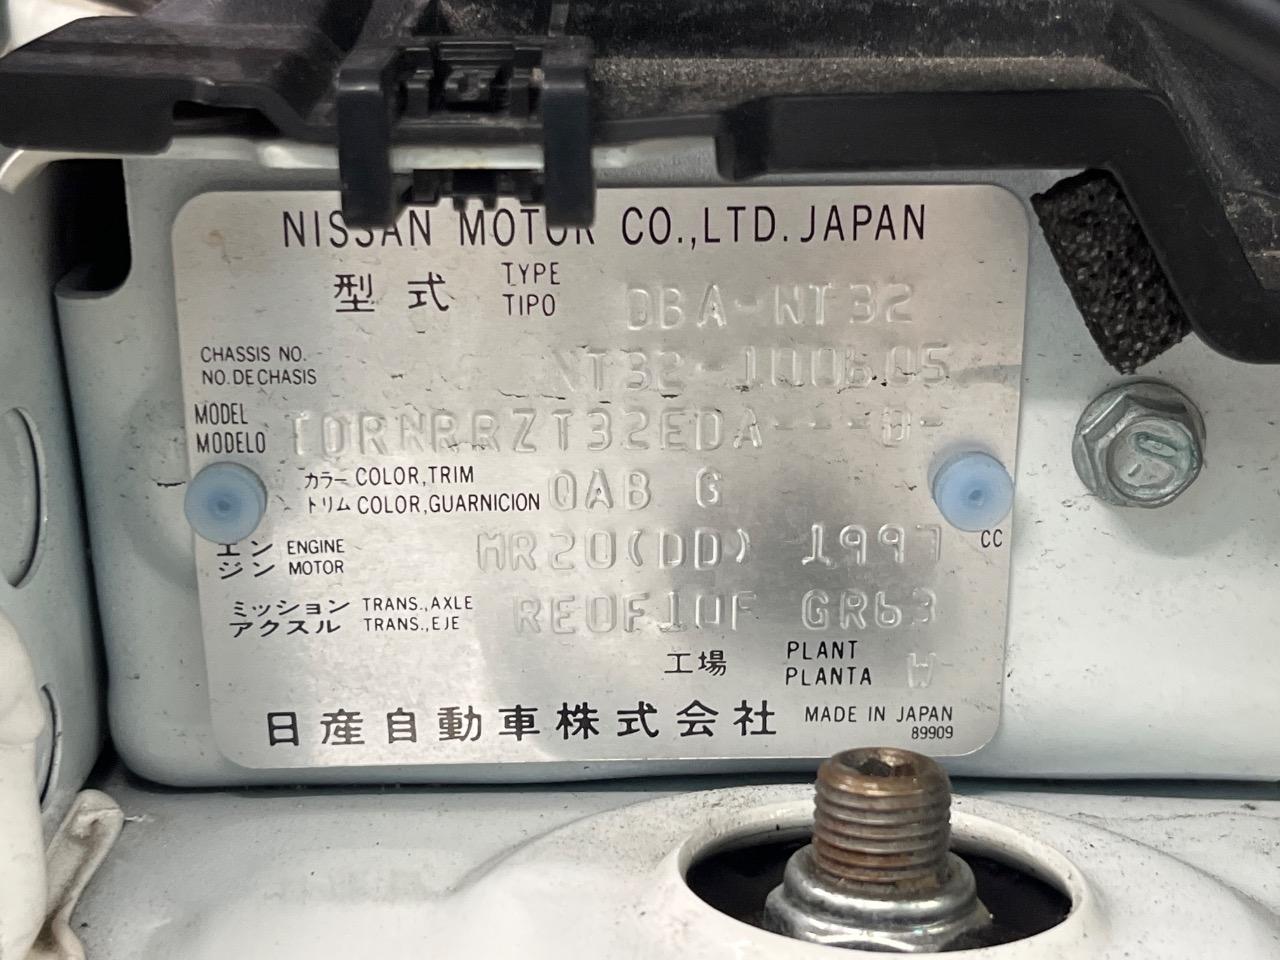 NISSAN MOTOR CO.,LTD. JAPAN
型式 TYPE TIPO DBA-NT32
CHASSIS NO.
NO. DE CHASIS NT32-100605
MODEL
MODELO TDRNRRZT32EDA---D-
カラー COLOR,TRIM
トリム COLOR,GUARNICION QAB G
エン ENGINE
ジン MOTOR MR20(DD) 1997 CC
ミッション TRANS.,AXLE
アクスル TRANS.,EJE RE0F10F GR63
工場 PLANT PLANTA W
日産自動車株式会社 MADE IN JAPAN
89909